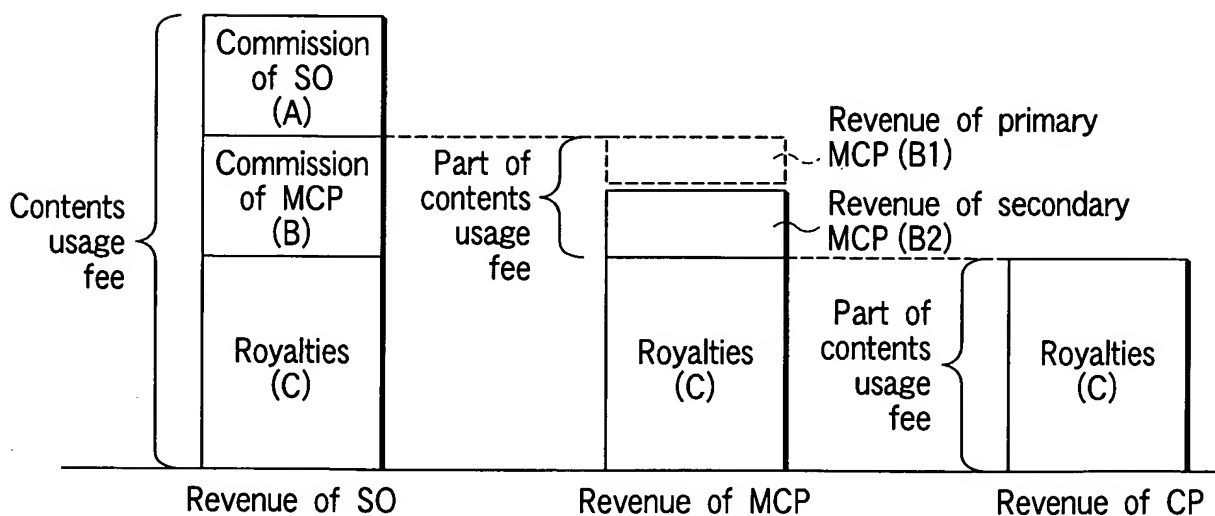 Commission
of SO
(A)
Commission
of MCP
(B)
Royalties
(C)
Contents
usage
fee
Part of
contents
usage
fee
Revenue of primary
MCP (B1)
Revenue of secondary
MCP (B2)
Royalties
(C)
Part of
contents
usage
fee
Royalties
(C)
Revenue of SO
Revenue of MCP
Revenue of CP